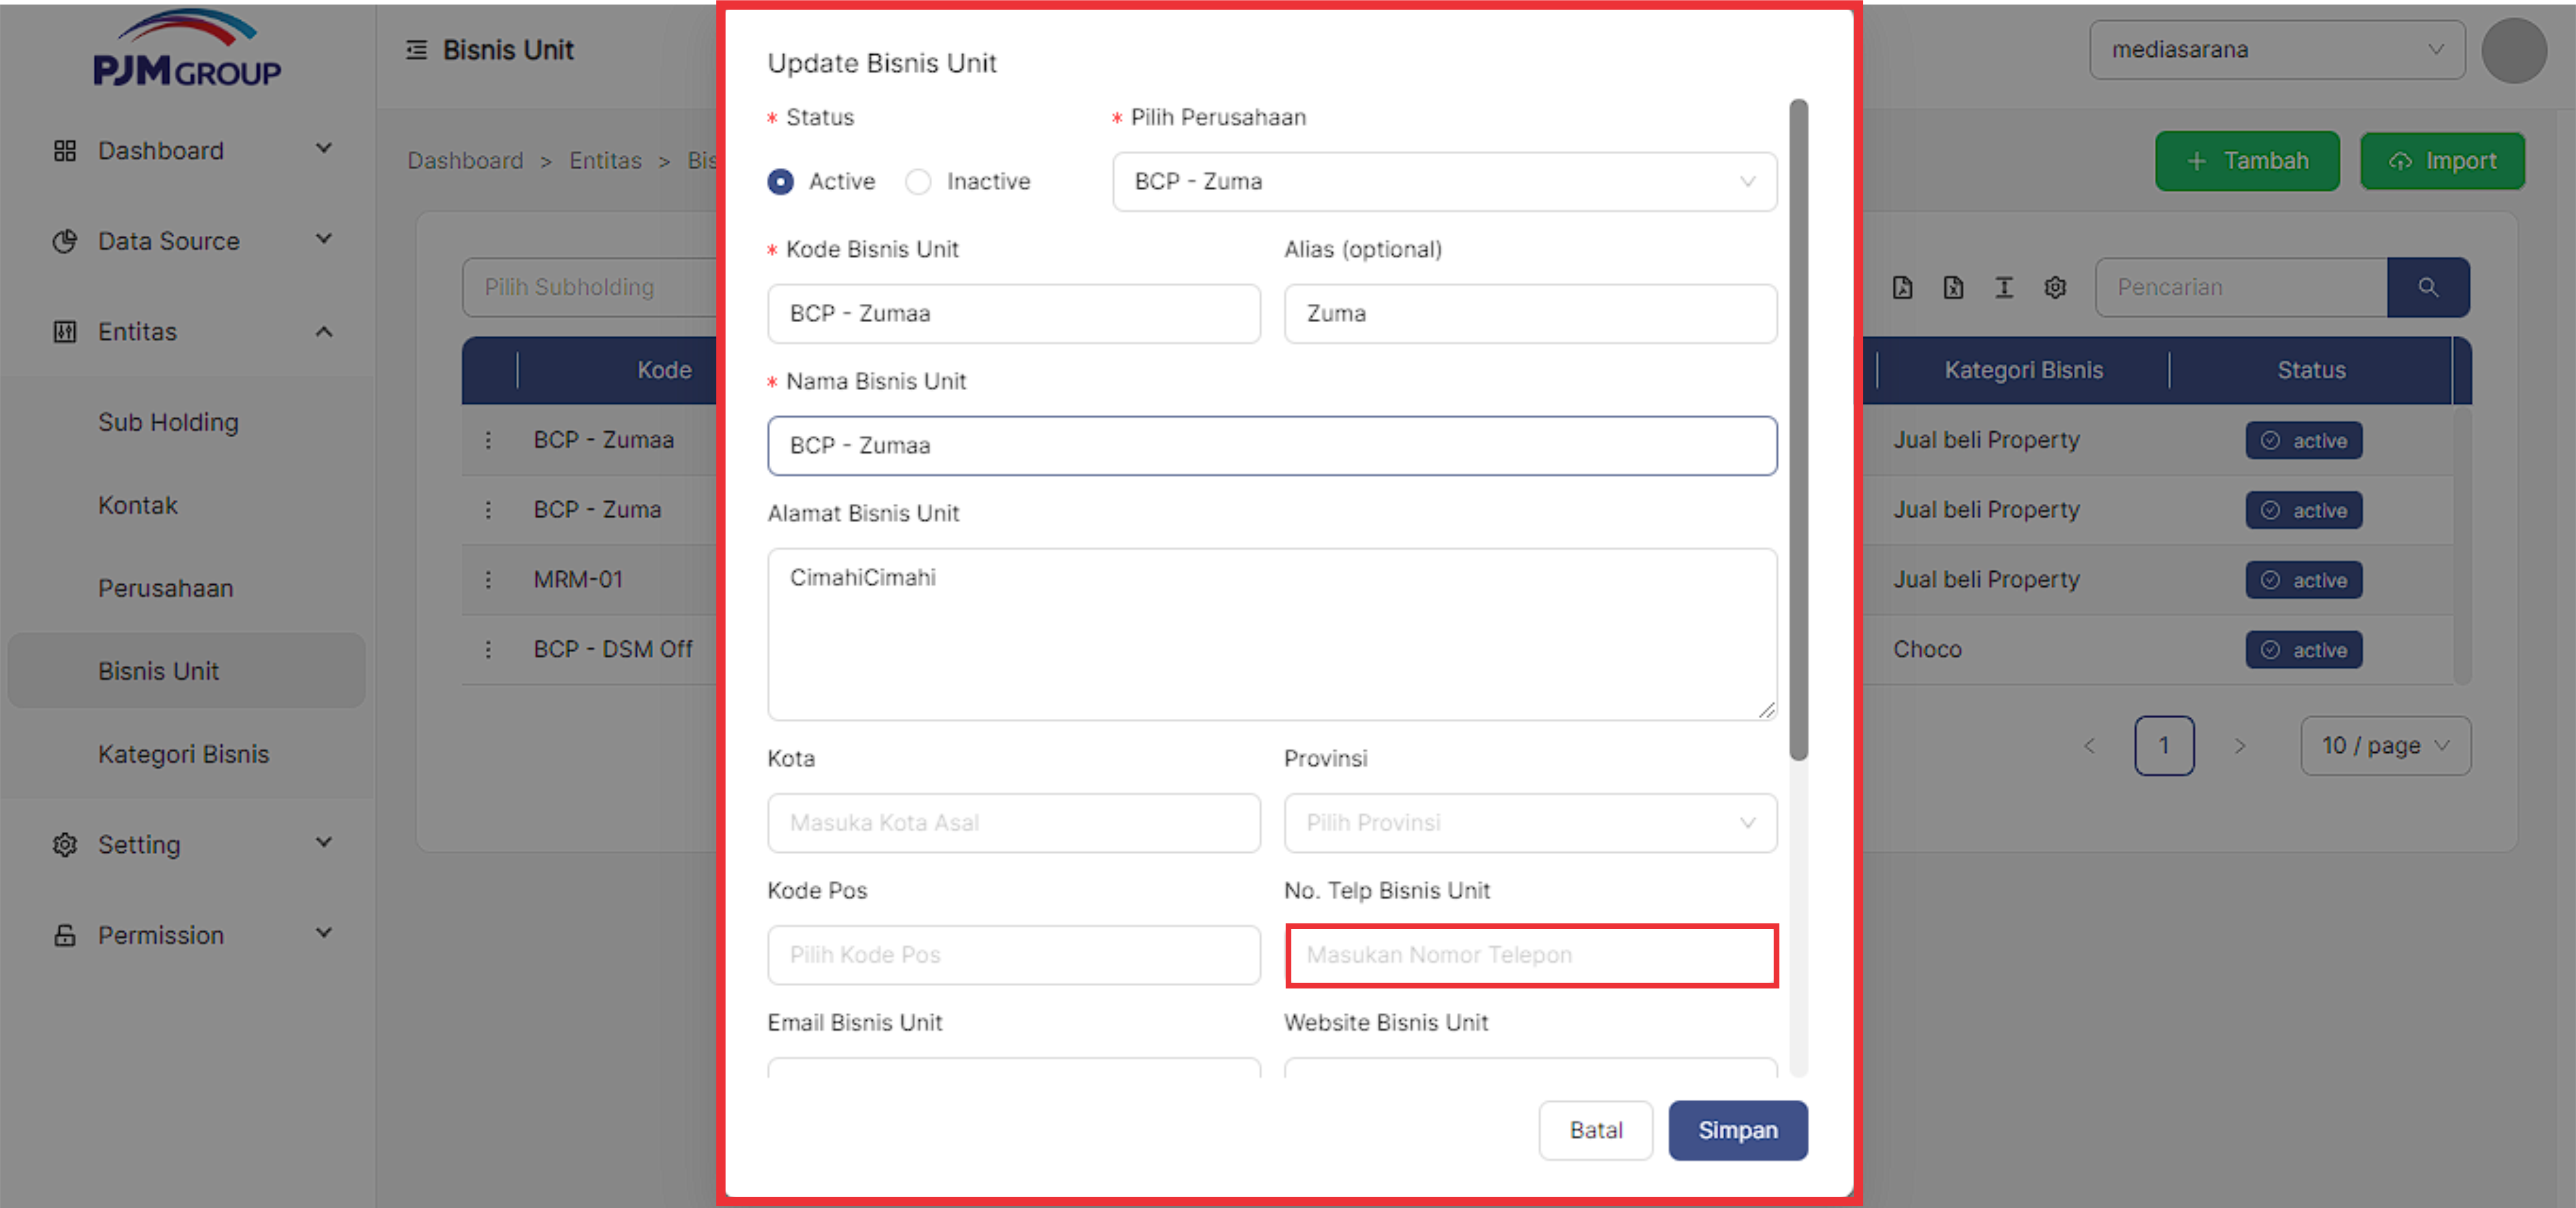 PJM GROUP
Bisnis Unit
mediasarana
Dashboard
Data Source
Entitas
Sub Holding
Kontak
Perusahaan
Bisnis Unit
Kategori Bisnis
Setting
Permission
Dashboard > Entitas > Bis
+ Tambah
Import
Pilih Subholding
Pencarian
Kode
Kategori Bisnis
Status
BCP - Zumaa
Jual beli Property
active
BCP - Zuma
Jual beli Property
active
MRM-01
Jual beli Property
active
BCP - DSM Off
Choco
active
< 1 >
10 / page
Update Bisnis Unit
* Status
* Pilih Perusahaan
Active
Inactive
BCP - Zuma
* Kode Bisnis Unit
Alias (optional)
BCP - Zumaa
Zuma
* Nama Bisnis Unit
BCP - Zumaa
Alamat Bisnis Unit
CimahiCimahi
Kota
Provinsi
Masuka Kota Asal
Pilih Provinsi
Kode Pos
No. Telp Bisnis Unit
Pilih Kode Pos
Masukan Nomor Telepon
Email Bisnis Unit
Website Bisnis Unit
Batal
Simpan